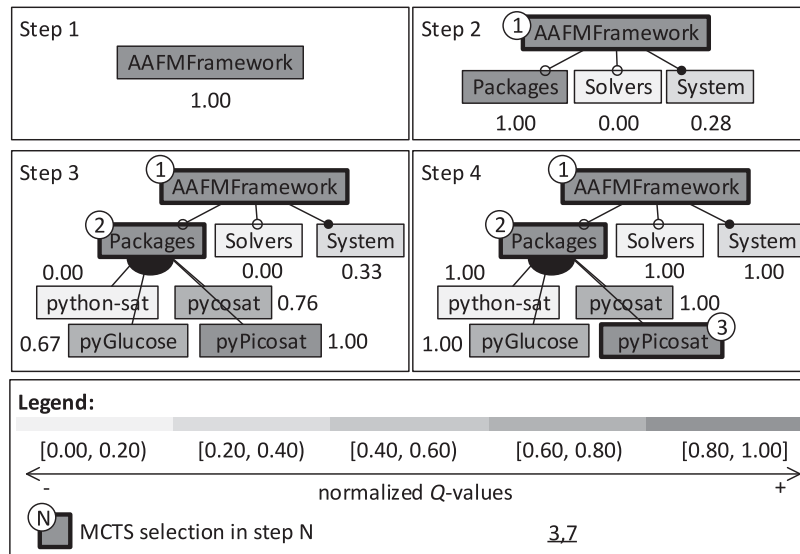 Step 1
AAFMFramework
1.00
Step 2
1
AAFMFramework
Packages Solvers System
1.00 0.00 0.28
Step 3
1
AAFMFramework
2
Packages Solvers System
0.00 0.00 0.33
python-sat pycosat 0.76
0.67 pyGlucose pyPicosat 1.00
Step 4
1
AAFMFramework
2
Packages Solvers System
1.00 1.00 1.00
python-sat pycosat 1.00
1.00 pyGlucose pyPicosat 3
Legend:
[0.00, 0.20) [0.20, 0.40) [0.40, 0.60) [0.60, 0.80) [0.80, 1.00]
- normalized Q-values +
N MCTS selection in step N 3,7